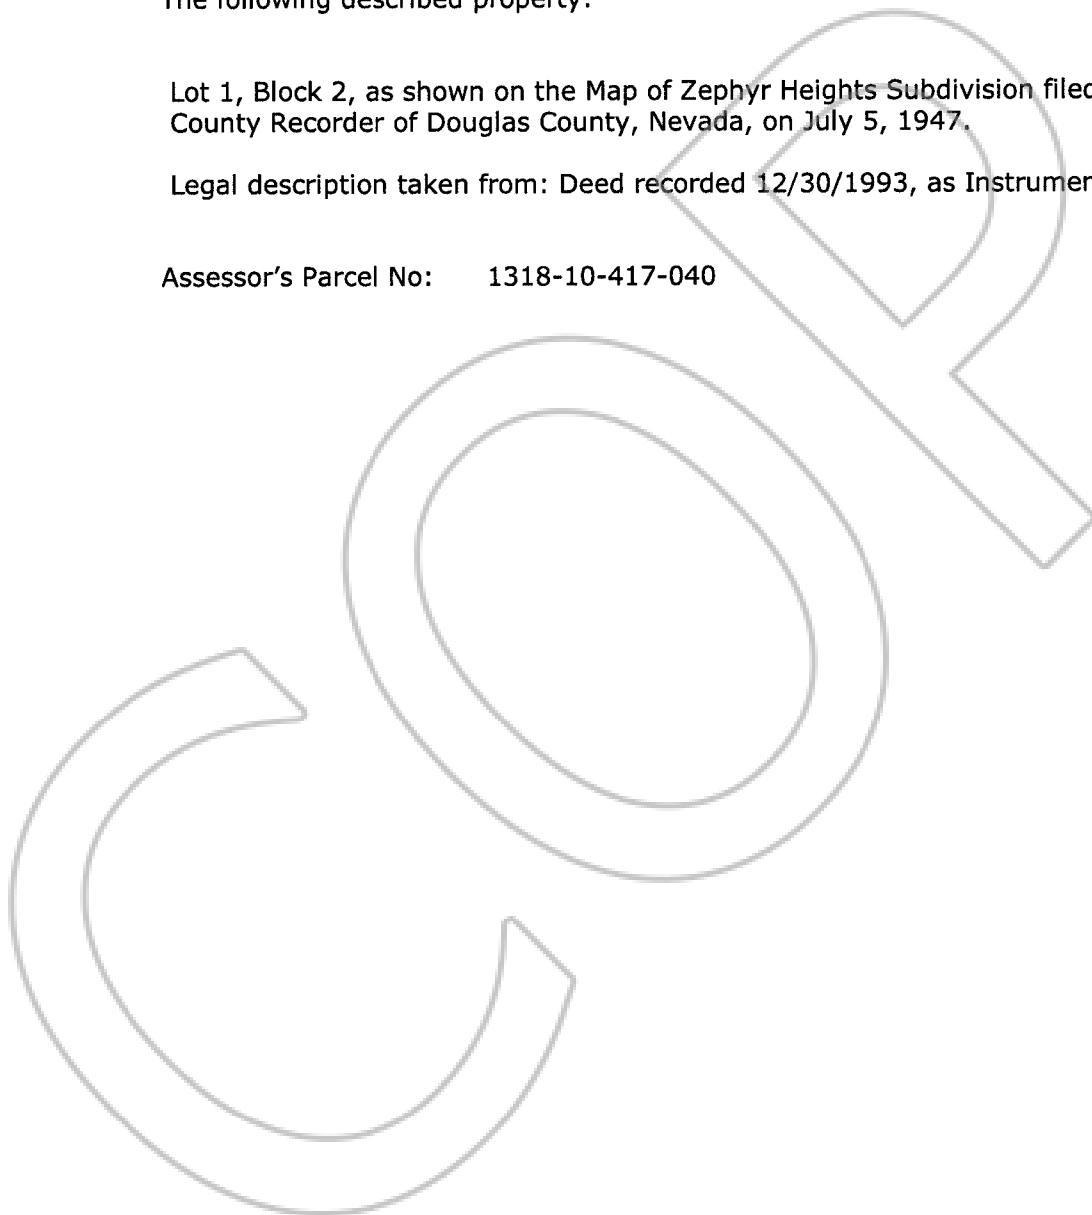 The following described property:
Lot 1, Block 2, as shown on the Map of Zephyr Heights Subdivision filed
County Recorder of Douglas County, Nevada, on July 5, 1947.
Legal description taken from: Deed recorded 12/30/1993, as
Assessor's Parcel No: 1318-10-417-040
COP